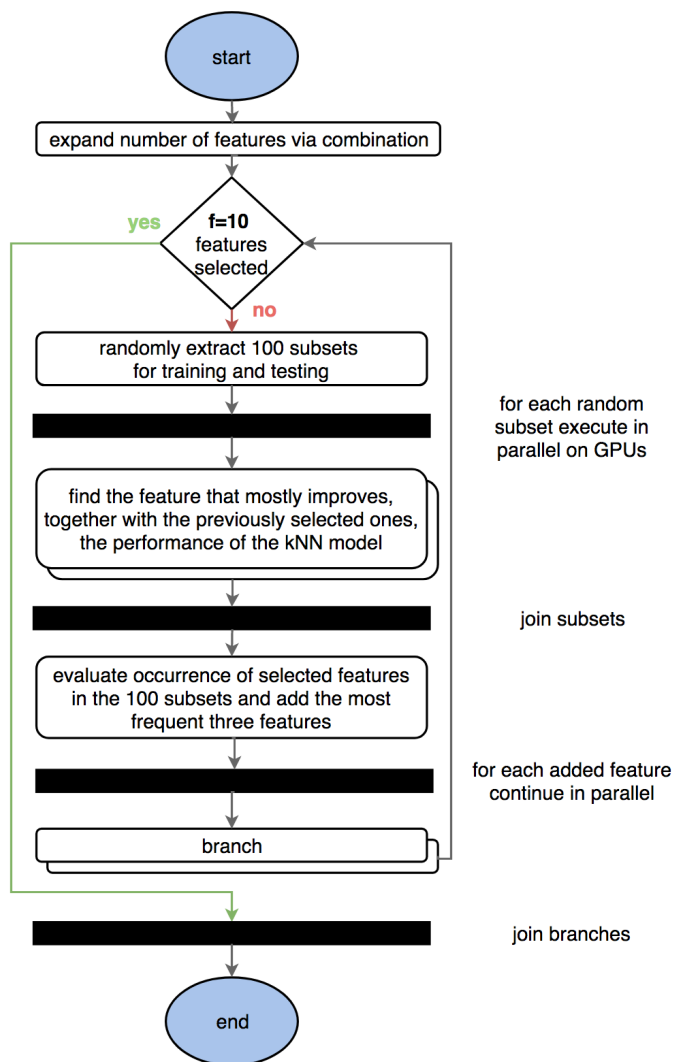 start
expand number of features via combination
yes
f=10
features
selected
no
randomly extract 100 subsets
for training and testing
for each random
subset execute in
parallel on GPUs
find the feature that mostly improves,
together with the previously selected ones,
the performance of the kNN model
join subsets
evaluate occurrence of selected features
in the 100 subsets and add the most
frequent three features
for each added feature
continue in parallel
branch
join branches
end